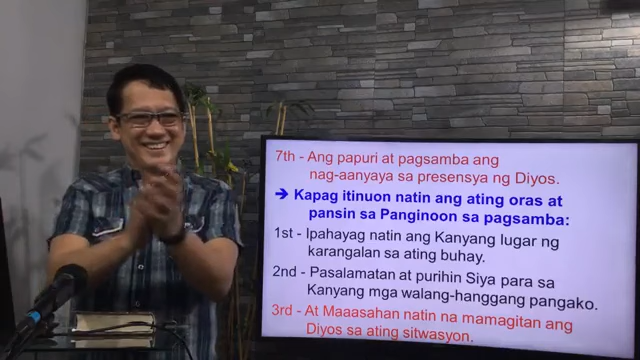 7th - Ang papuri at pagsamba ang
nag-aanyaya sa presensya ng Diyos.
➔ Kapag itinuon natin ang ating oras at
pansin sa Panginoon sa pagsamba:
1st - Ipahayag natin ang Kanyang lugar ng
karangalan sa ating buhay.
2nd - Pasalamatan at purihin Siya para sa
Kanyang mga walang-hanggang pangako.
3rd - At Maaasahan natin na mamagitan ang
Diyos sa ating sitwasyon.